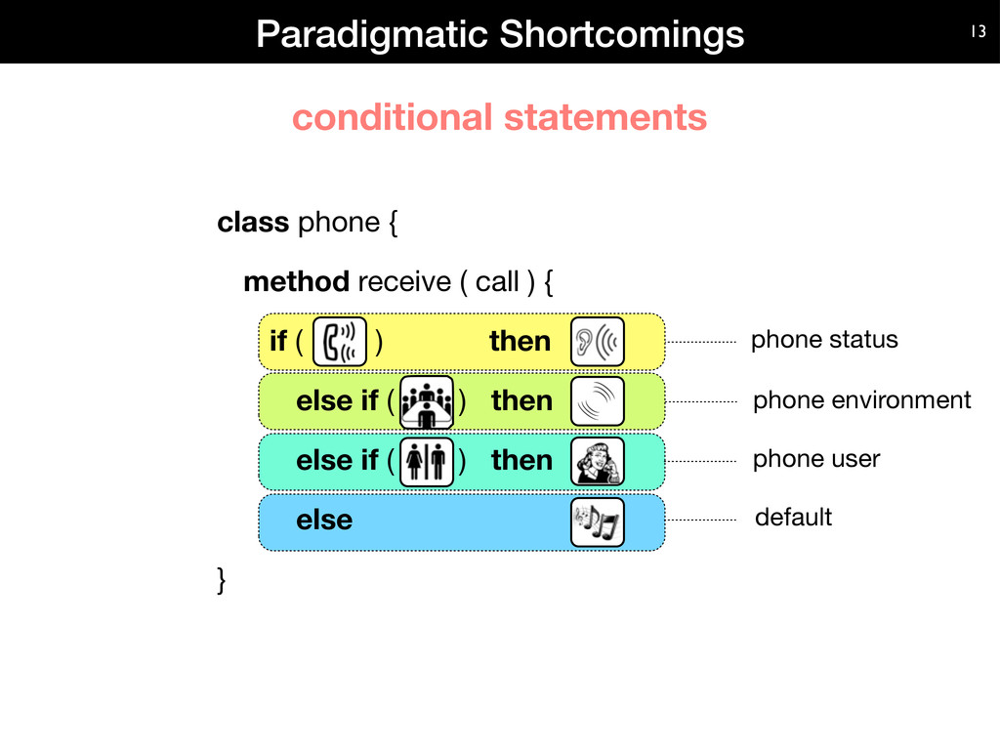 Paradigmatic Shortcomings
13
conditional statements
class phone {
method receive ( call ) {
if ( ) then phone status
else if ( ) then phone environment
else if ( ) then phone user
else default
}